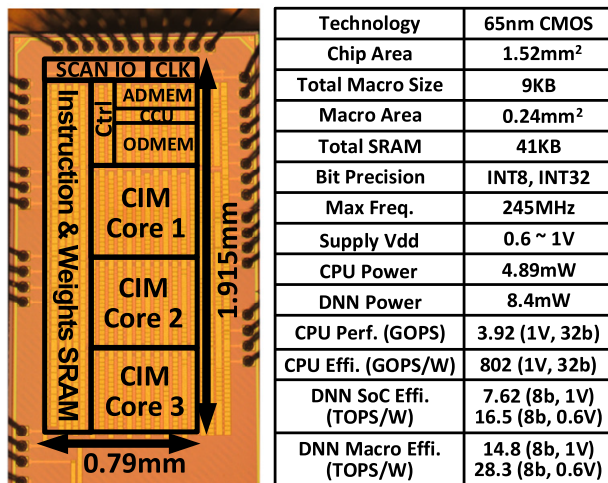 SCAN IO CLK
Instruction & Weights SRAM
Ctrl
ADMEM
CCU
ODMEM
CIM
Core 1
CIM
Core 2
CIM
Core 3
1.915mm
0.79mm
Technology 65nm CMOS
Chip Area 1.52mm²
Total Macro Size 9KB
Macro Area 0.24mm²
Total SRAM 41KB
Bit Precision INT8, INT32
Max Freq. 245MHz
Supply Vdd 0.6 ~ 1V
CPU Power 4.89mW
DNN Power 8.4mW
CPU Perf. (GOPS) 3.92 (1V, 32b)
CPU Effi. (GOPS/W) 802 (1V, 32b)
DNN SoC Effi. 7.62 (8b, 1V)
(TOPS/W) 16.5 (8b, 0.6V)
DNN Macro Effi. 14.8 (8b, 1V)
(TOPS/W) 28.3 (8b, 0.6V)